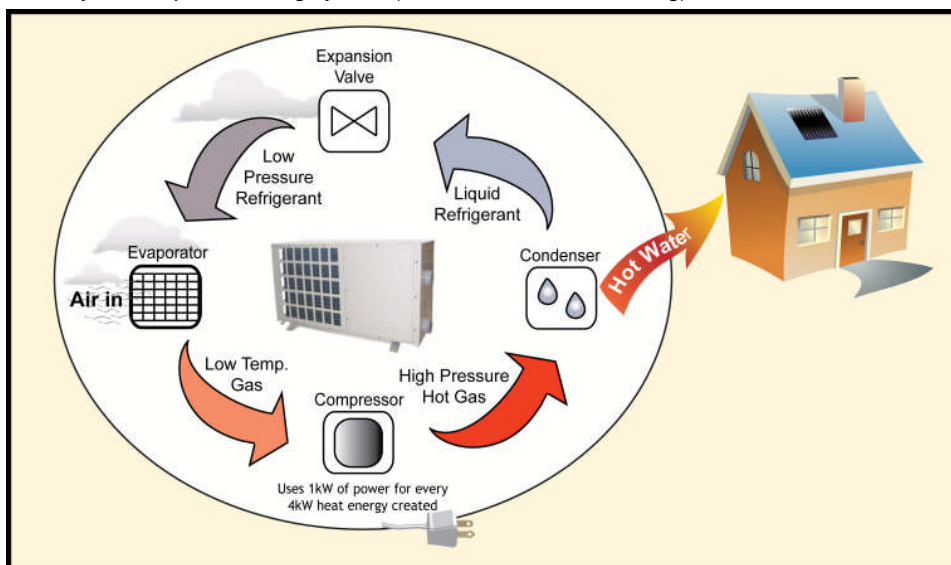 Expansion
Valve
Low
Pressure
Refrigerant
Liquid
Refrigerant
Evaporator
Air in
Condenser
Hot Water
Low Temp.
Gas
High Pressure
Hot Gas
Compressor
Uses 1kW of power for every
4kW heat energy created